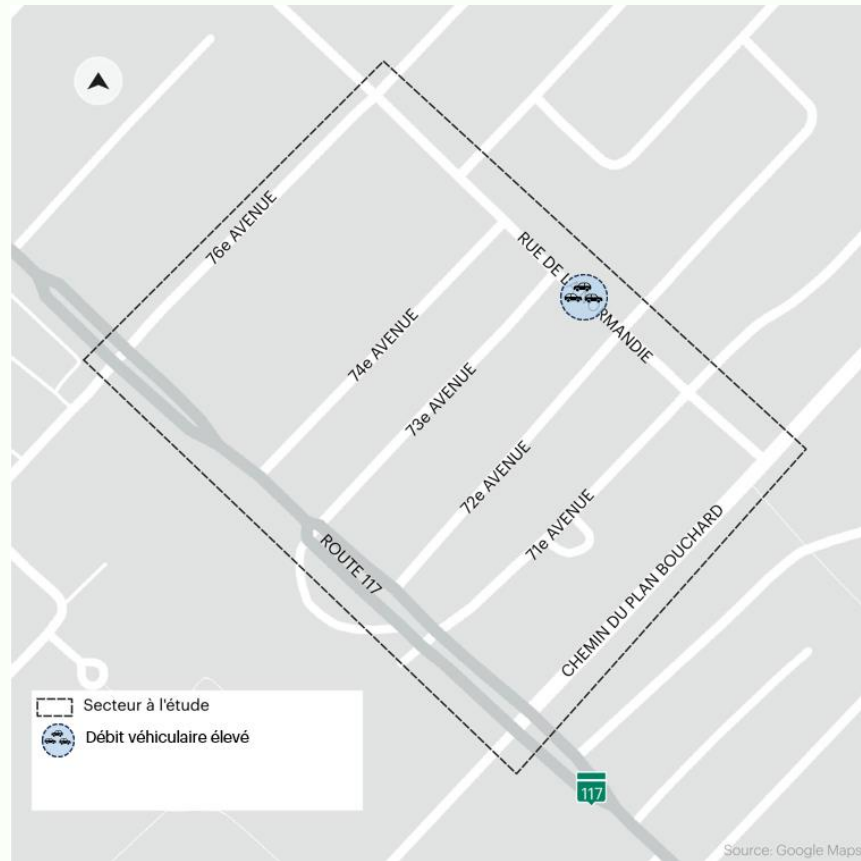 76e AVENUE
RUE DE L RMANDIE
74e AVENUE
73e AVENUE
72e AVENUE
71e AVENUE
ROUTE 117
CHEMIN DU PLAN BOUCHARD
Secteur à l'étude
Débit véhiculaire élevé
117
Source: Google Maps